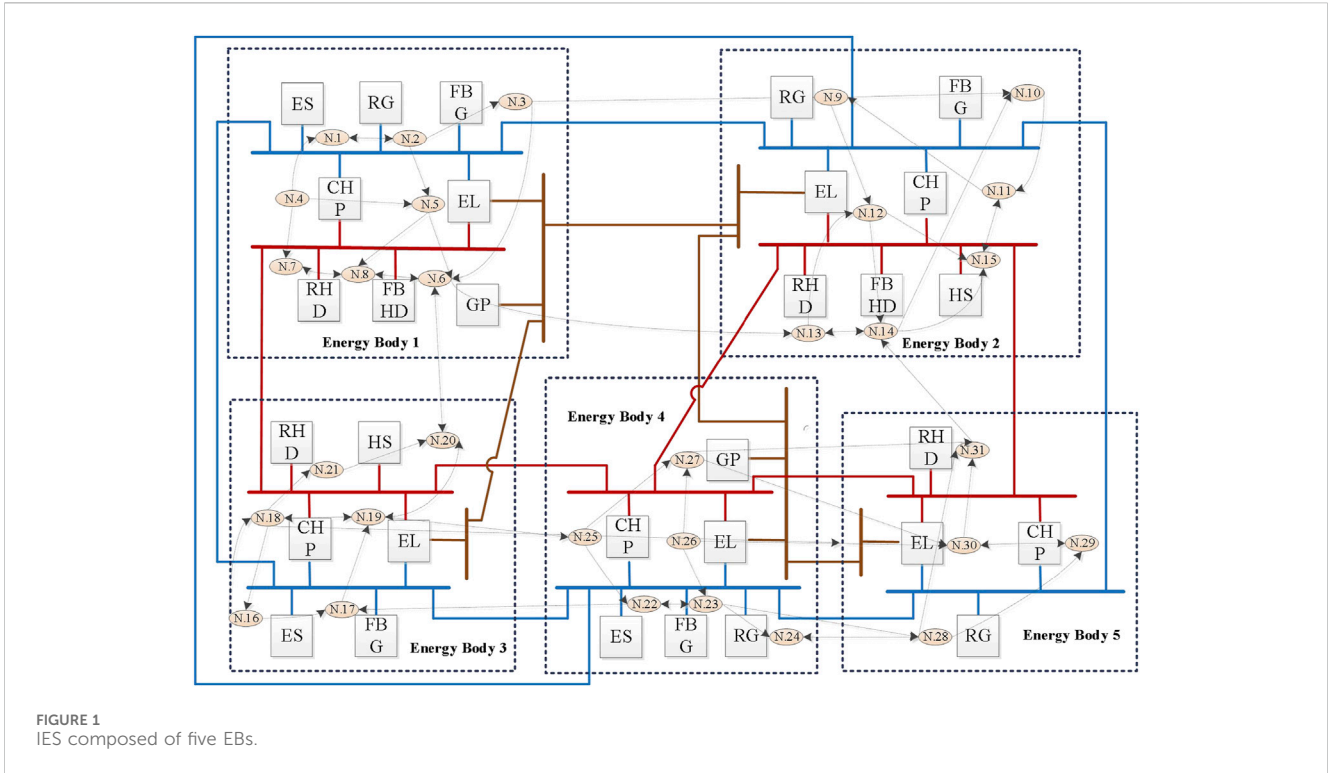 ES
RG
FB
G
N.3
N.1
N.2
CH
P
EL
N.4
N.5
N.7
N.8
N.6
RH
D
FB
HD
GP
Energy Body 1
RG
N.9
FB
G
N.10
EL
CH
P
N.11
N.12
N.15
RH
D
FB
HD
HS
N.13
N.14
Energy Body 2
RH
D
HS
N.20
N.21
N.18
N.19
CH
P
EL
N.16
N.17
ES
FB
G
Energy Body 3
Energy Body 4
GP
N.27
CH
P
N.25
N.26
EL
N.22
N.23
ES
FB
G
RG
N.24
RH
D
N.31
EL
N.30
CH
P
N.29
N.28
RG
Energy Body 5
FIGURE 1
IES composed of five EBs.